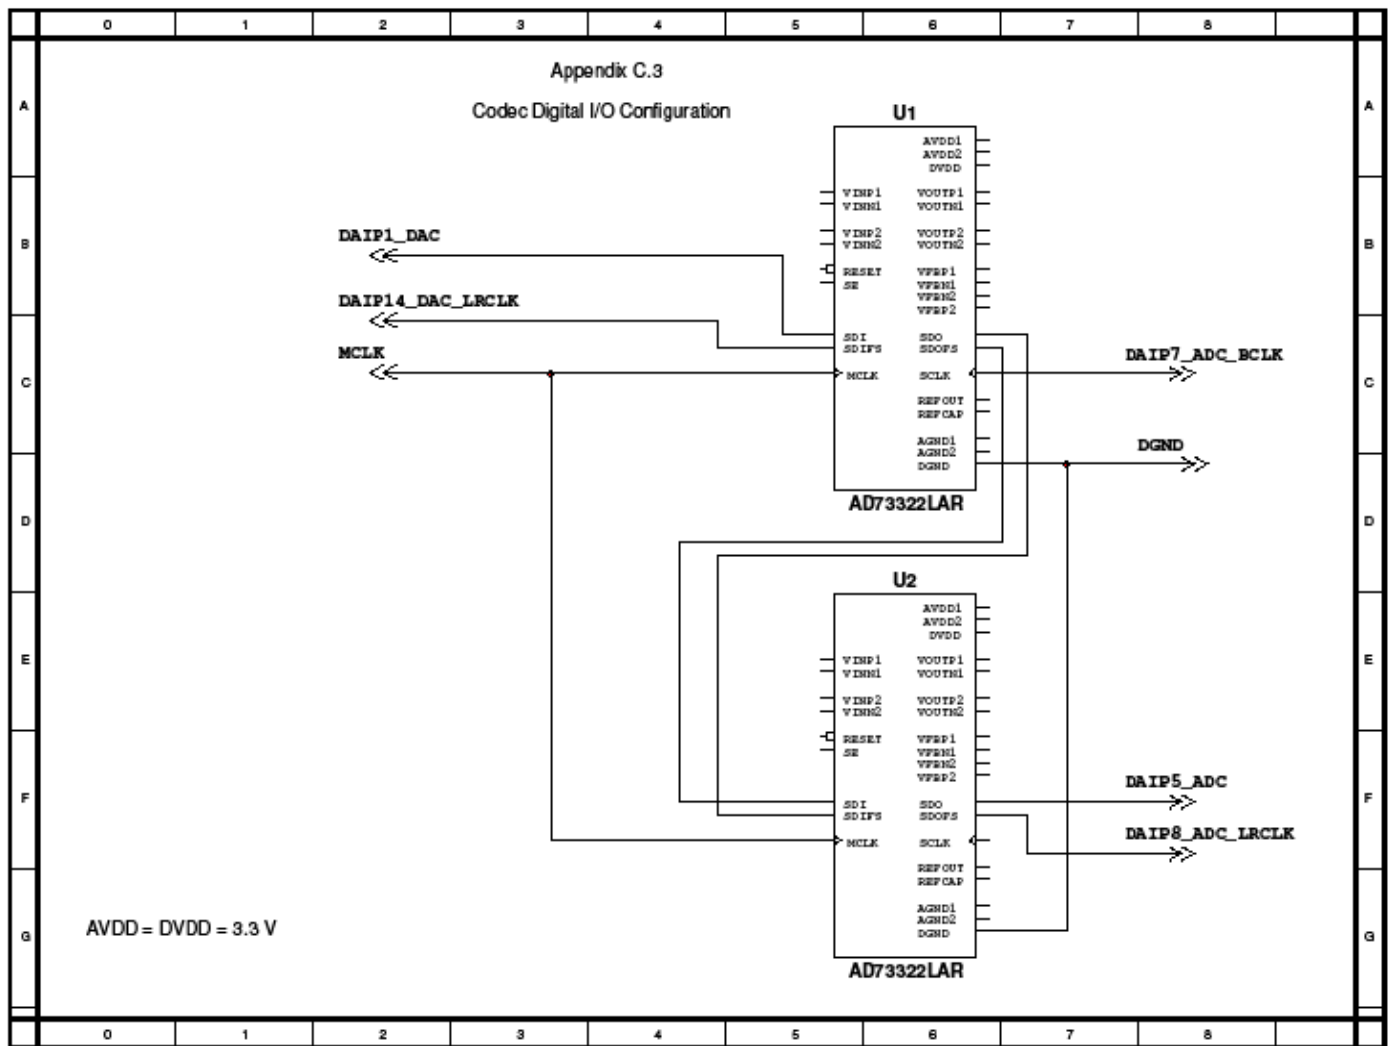 0 1 2 3 4 5 6 7 8
Appendix C.3
Codec Digital I/O Configuration
A A
U1
AVDD1
AVDD2
DVDD
VINP1 VOUTP1
VINN1 VOUTN1
B B
DAIP1_DAC
VINP2 VOUTP2
VINN2 VOUTN2
RESET VFBP1
SE VFBN1
VFBN2
VFBP2
DAIP14_DAC_LRCLK
SDI SDO
SDIFS SDOFS
MCLK
DAIP7_ADC_BCLK
MCLK SCLK
C C
REFOUT
REFCAP
AGND1
AGND2
DGND
DGND
AD73322LAR
D D
U2
AVDD1
AVDD2
DVDD
E E
VINP1 VOUTP1
VINN1 VOUTN1
VINP2 VOUTP2
VINN2 VOUTN2
RESET VFBP1
SE VFBN1
VFBN2
VFBP2
DAIP5_ADC
F F
SDI SDO
SDIFS SDOFS
DAIP8_ADC_LRCLK
MCLK SCLK
REFOUT
REFCAP
AGND1
AGND2
DGND
AVDD = DVDD = 3.3 V
G G
AD73322LAR
0 1 2 3 4 5 6 7 8